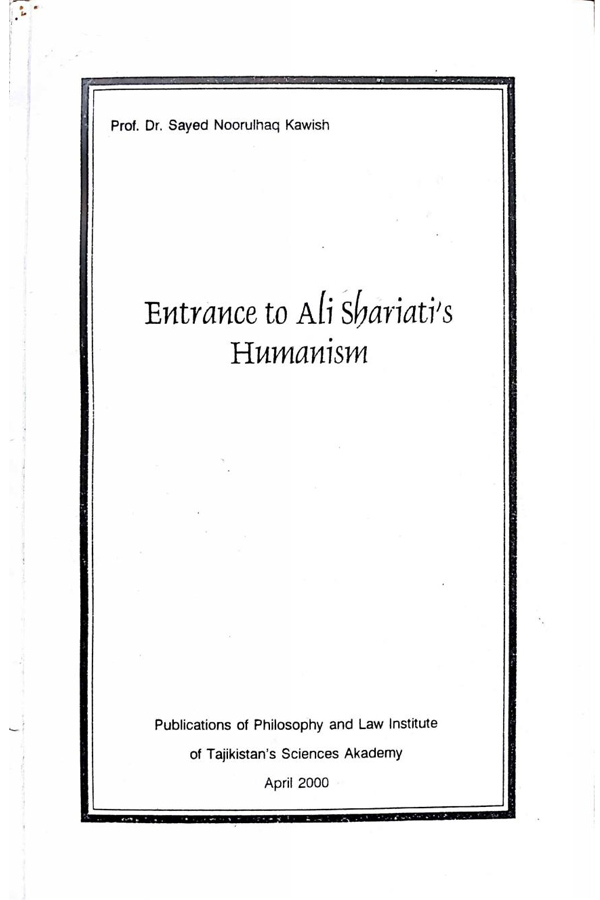 Prof. Dr. Sayed Noorulhaq Kawish
Entrance to Ali Shariati's
Humanism
Publications of Philosophy and Law Institute
of Tajikistan's Sciences Akademy
April 2000